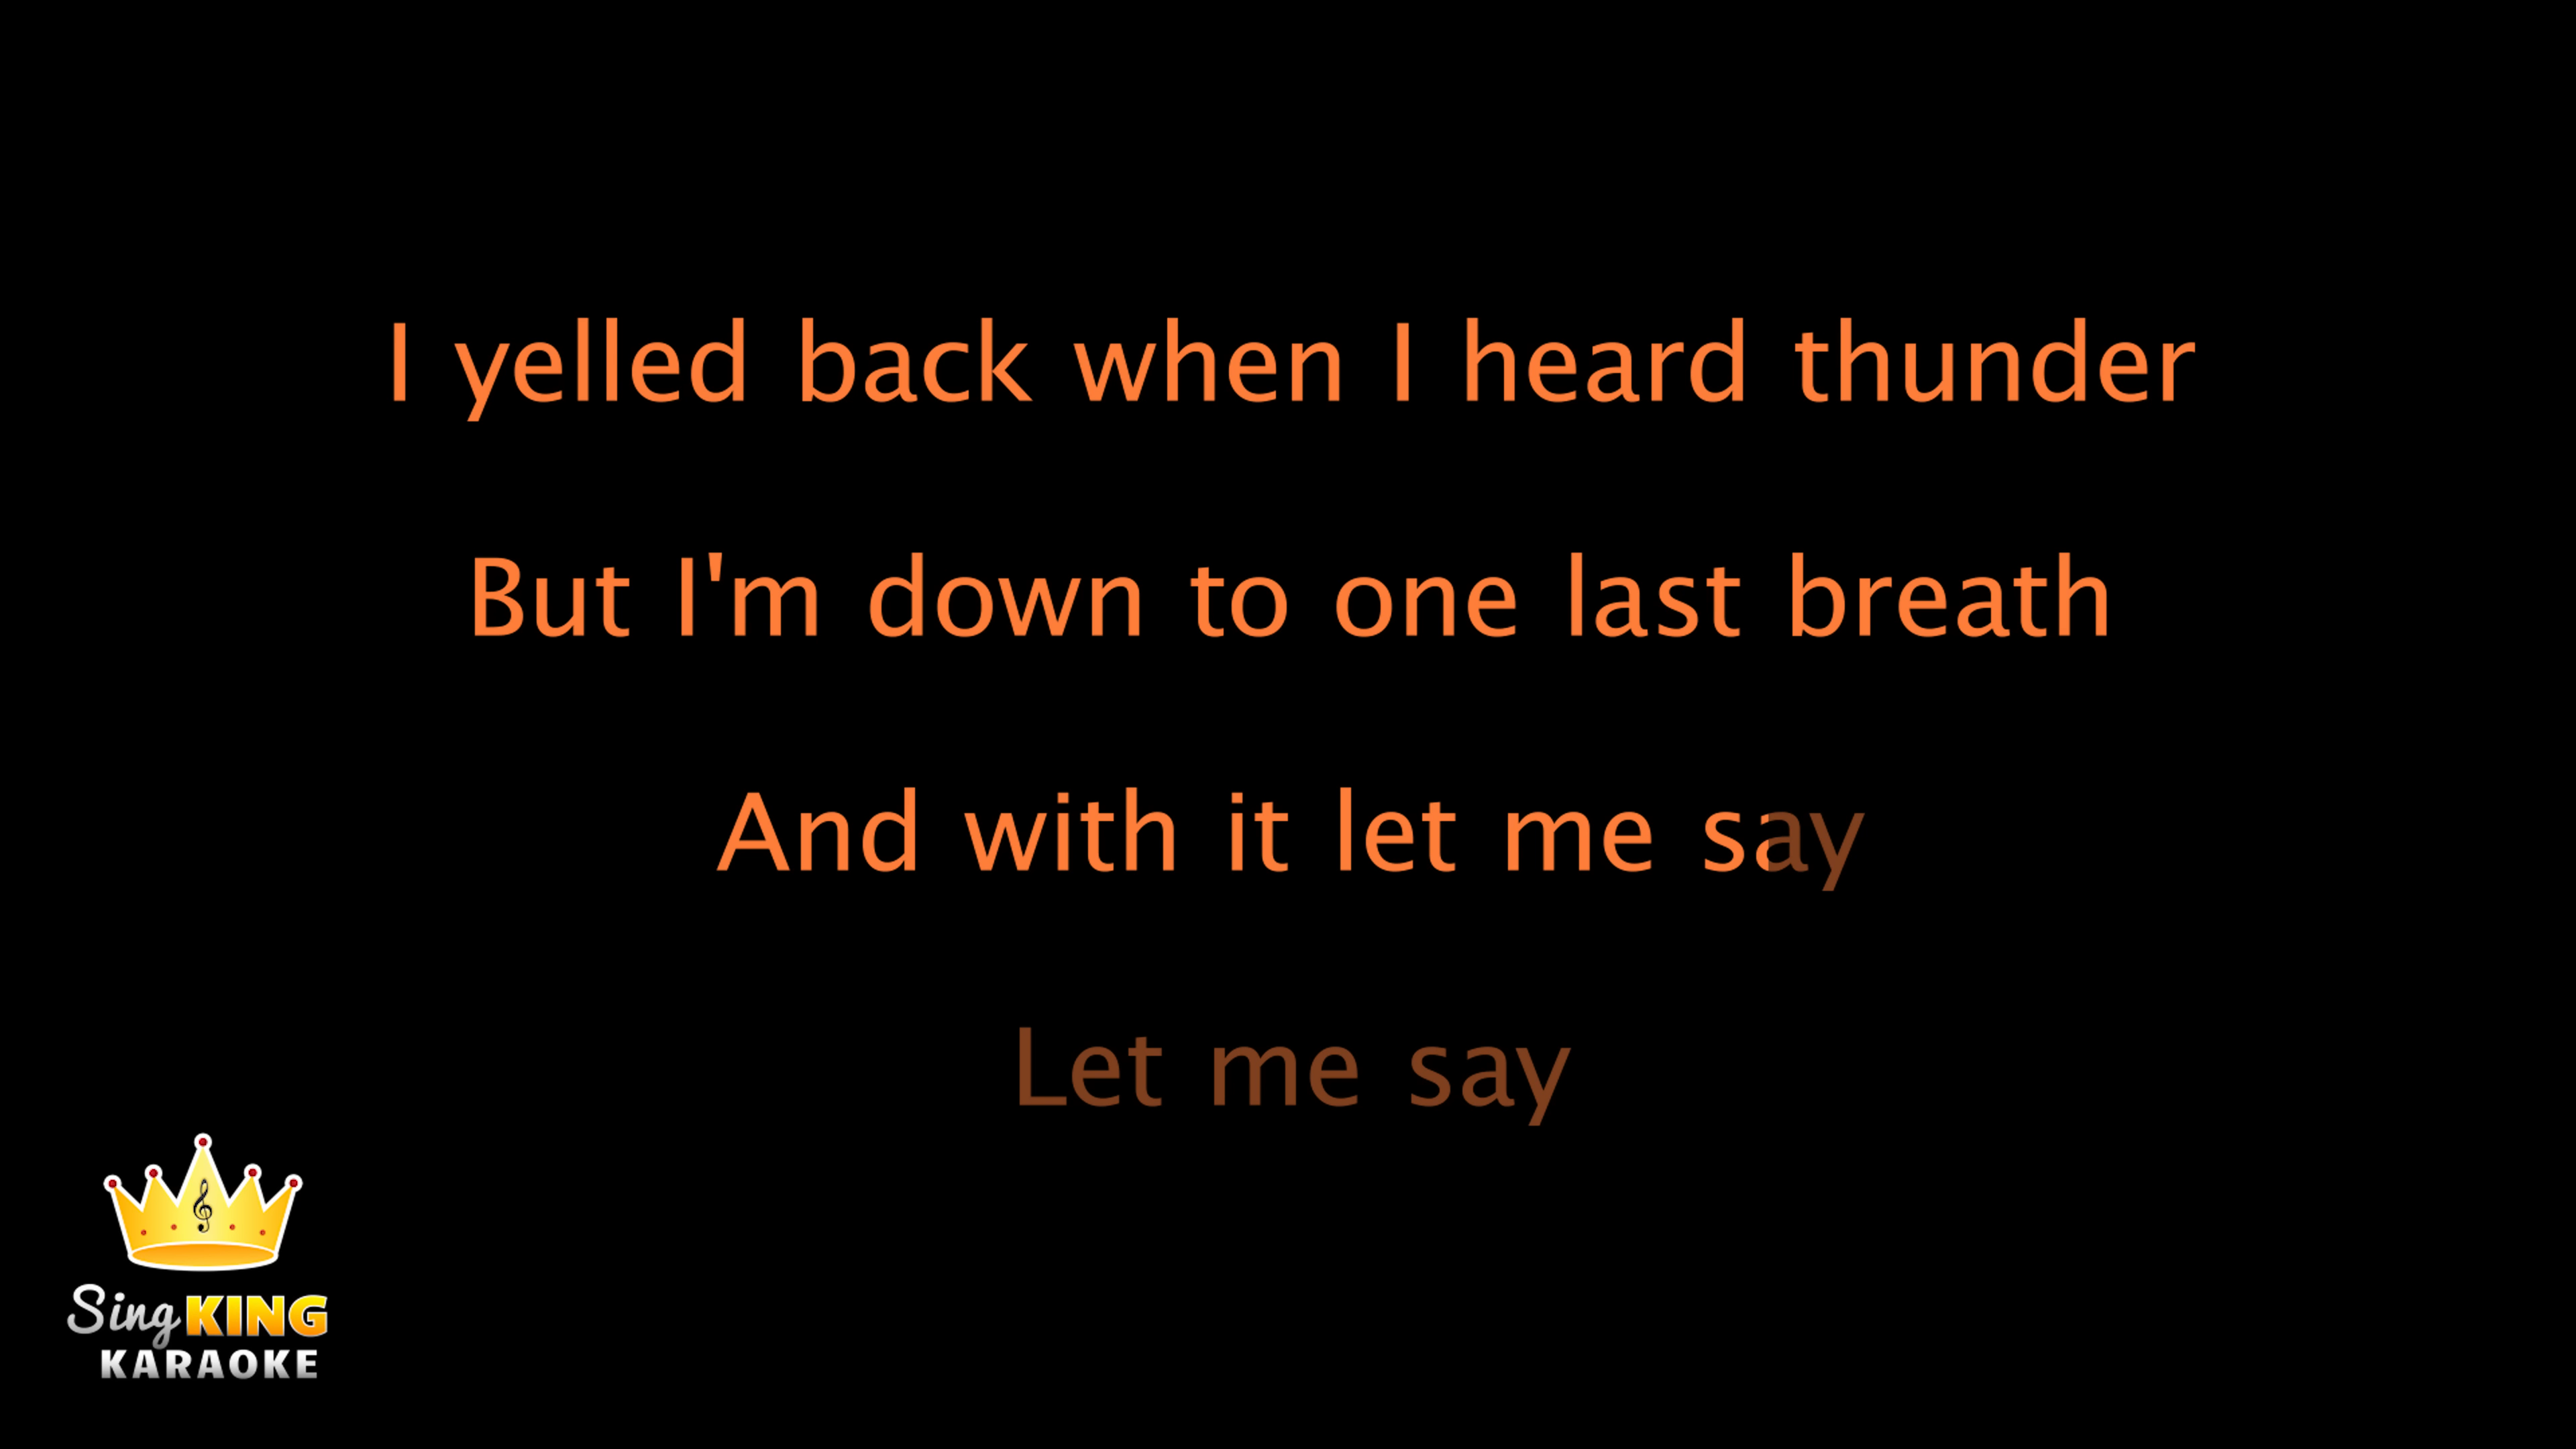 I yelled back when I heard thunder
But I'm down to one last breath
And with it let me say
Let me say
Sing KING
KARAOKE